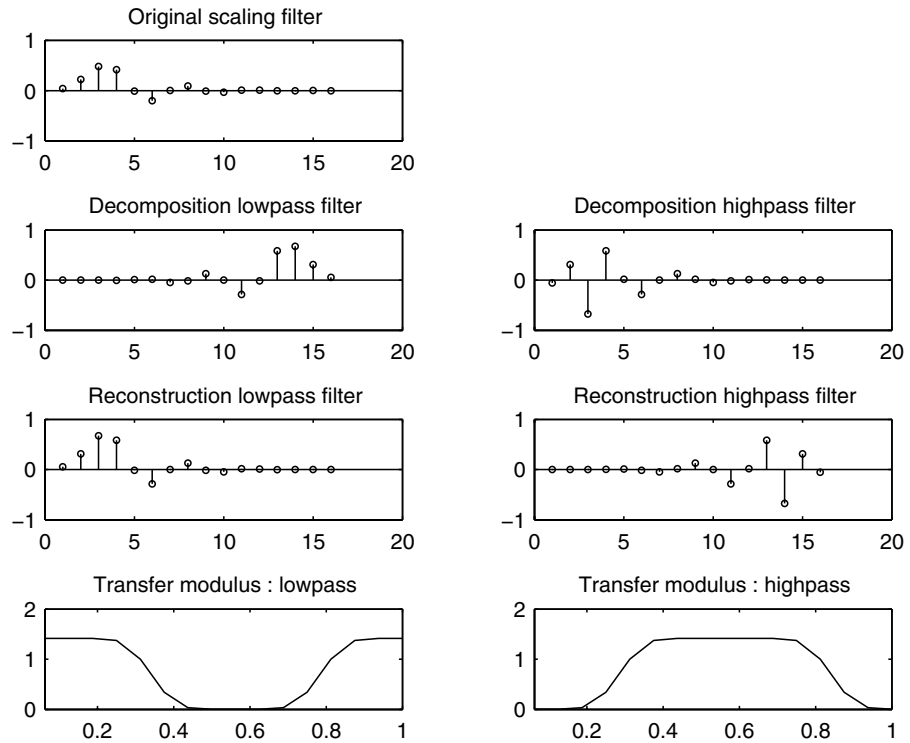 Original scaling filter
1
0
−1
0 5 10 15 20
Decomposition lowpass filter
1
0
−1
0 5 10 15 20
Decomposition highpass filter
1
0
−1
0 5 10 15 20
Reconstruction lowpass filter
1
0
−1
0 5 10 15 20
Reconstruction highpass filter
1
0
−1
0 5 10 15 20
Transfer modulus : lowpass
2
1
0
0.2 0.4 0.6 0.8 1
Transfer modulus : highpass
2
1
0
0.2 0.4 0.6 0.8 1